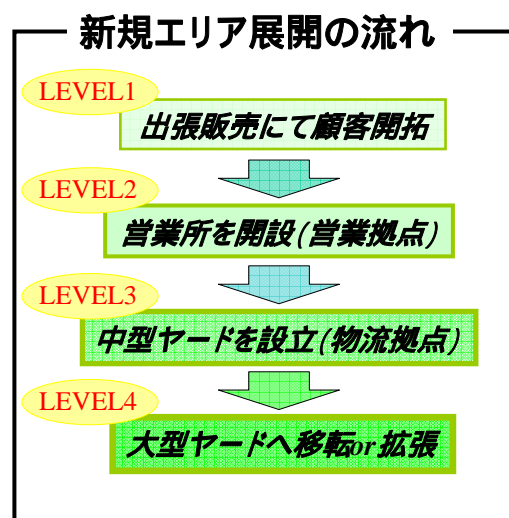 新規エリア展開の流れ
LEVEL1
出張販売にて顧客開拓
LEVEL2
営業所を開設(営業拠点)
LEVEL3
中型ヤードを設立(物流拠点)
LEVEL4
大型ヤードへ移転or拡張